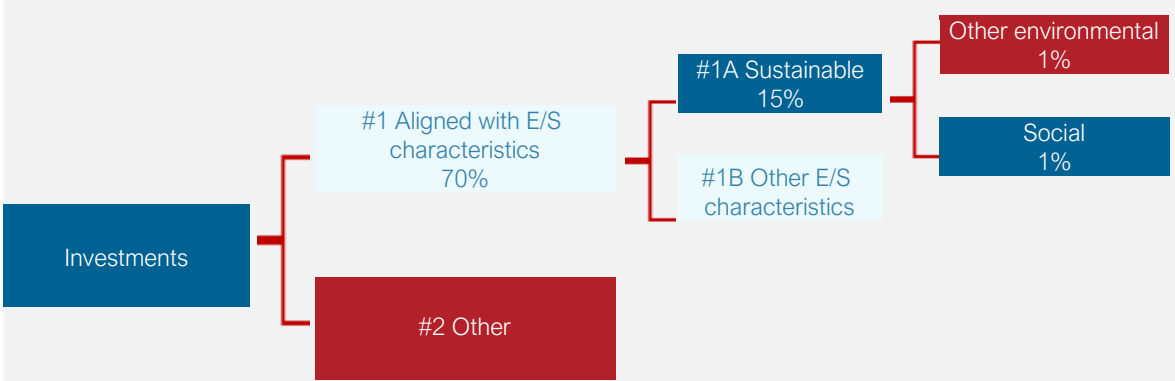 Other environmental
1%
#1A Sustainable
15%
#1 Aligned with E/S
characteristics
70%
Social
1%
#1B Other E/S
characteristics
Investments
#2 Other